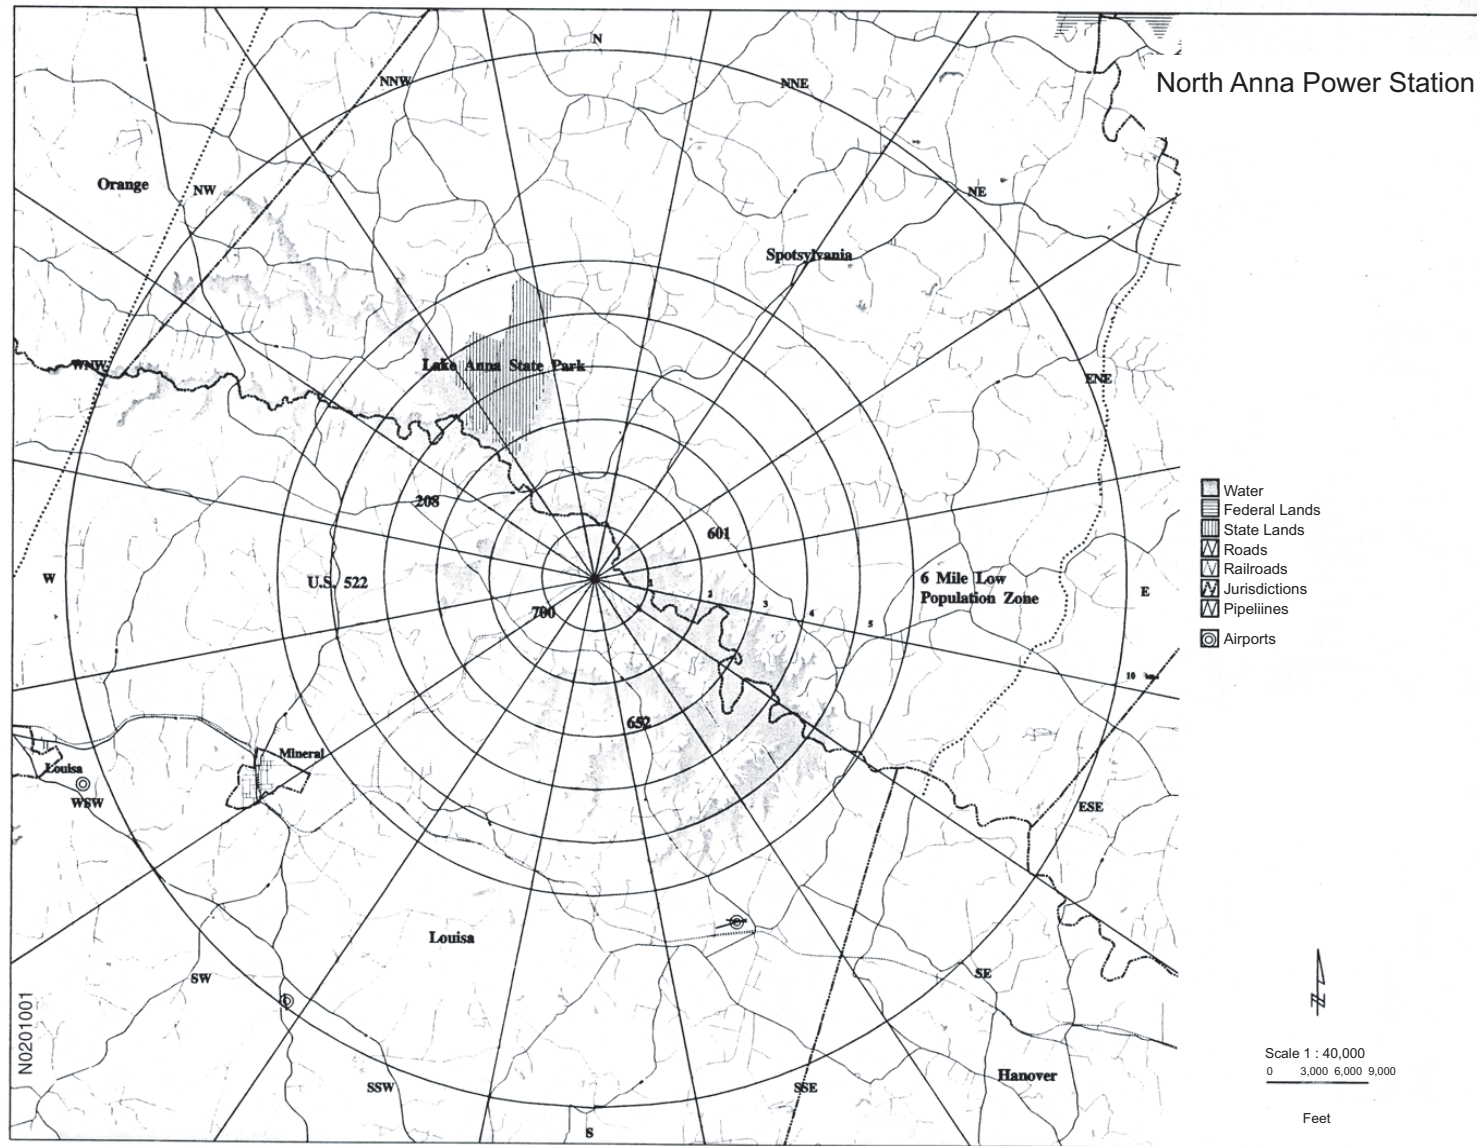 North Anna Power Station
N
NNW
NNE
Orange
NW
NE
Spotsylvania
WNW
Lake Anna State Park
ENE
208
601
W
U.S. 522
6 Mile Low
Population Zone
E
700
1
2
3
4
5
10
652
Mineral
Louisa
WSW
ESE
Louisa
SW
SE
SSW
SSE
Hanover
S
N0201001
Water
Federal Lands
State Lands
Roads
Railroads
Jurisdictions
Pipeliines
Airports
N
Scale 1 : 40,000
0 3,000 6,000 9,000
Feet